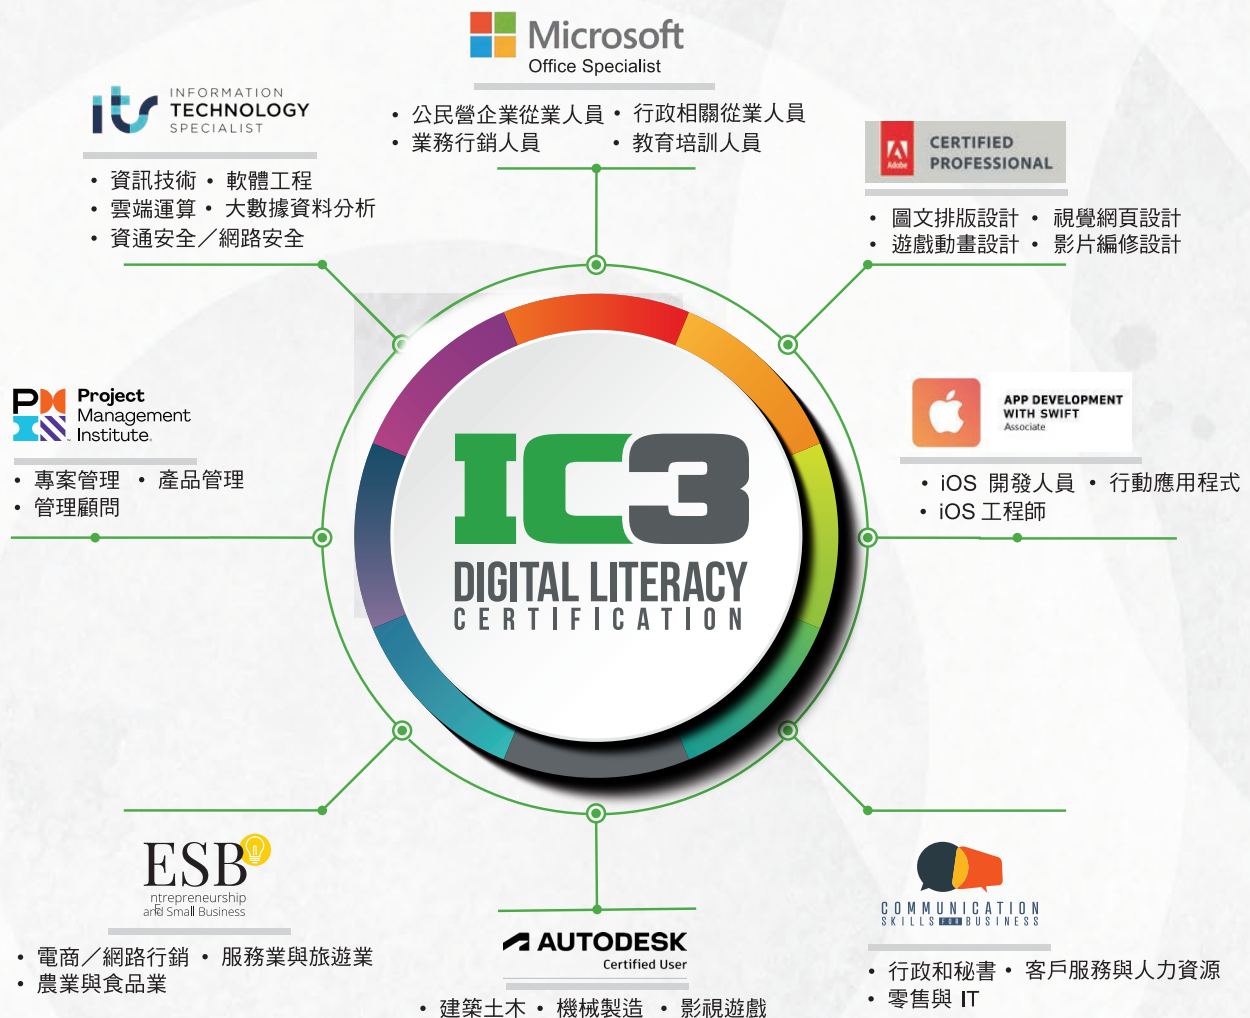 Microsoft
Office Specialist
• 公民營企業從業人員 • 行政相關從業人員
• 業務行銷人員 • 教育培訓人員
its INFORMATION
TECHNOLOGY
SPECIALIST
• 資訊技術 • 軟體工程
• 雲端運算 • 大數據資料分析
• 資通安全／網路安全
Adobe
CERTIFIED
PROFESSIONAL
• 圖文排版設計 • 視覺網頁設計
• 遊戲動畫設計 • 影片編修設計
PMI
Project
Management
Institute.
• 專案管理 • 產品管理
• 管理顧問
APP DEVELOPMENT
WITH SWIFT
Associate
• iOS 開發人員 • 行動應用程式
• iOS 工程師
IC3
DIGITAL LITERACY
CERTIFICATION
ESB
ntrepreneurship
and Small Business
• 電商／網路行銷 • 服務業與旅遊業
• 農業與食品業
AUTODESK
Certified User
• 建築土木 • 機械製造 • 影視遊戲
COMMUNICATION
SKILLS FOR BUSINESS
• 行政和秘書 • 客戶服務與人力資源
• 零售與 IT